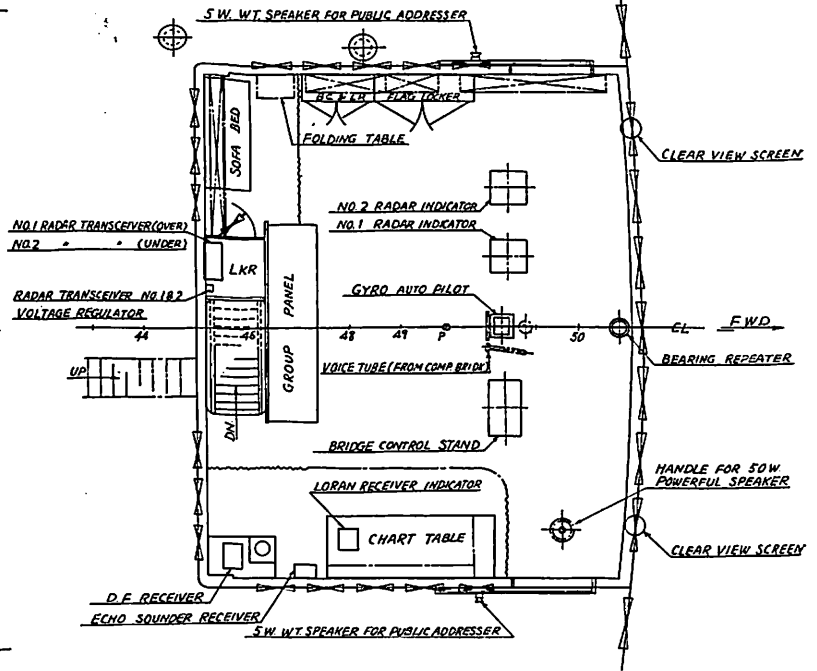 5 W. WT. SPEAKER FOR PUBLIC ADDRESSER
B.C. & LH
FLAG LOCKER
SOFA BED
FOLDING TABLE
CLEAR VIEW SCREEN
NO. 2 RADAR INDICATOR
NO. 1 RADAR INDICATOR
NO. 1 RADAR TRANSCEIVER (OVER)
NO. 2 " " (UNDER)
LKR
GROUP PANEL
GYRO AUTO PILOT
RADAR TRANSCEIVER NO. 1 & 2
VOLTAGE REGULATOR
44
46
48
49
P
50
CL
FWD
BEARING REPEATER
UP
DN
VOICE TUBE (FROM COMP. BRIDG)
BRIDGE CONTROL STAND
HANDLE FOR 50 W.
POWERFUL SPEAKER
LORAN RECEIVER INDICATOR
CHART TABLE
CLEAR VIEW SCREEN
D.F. RECEIVER
ECHO SOUNDER RECEIVER
5 W. WT. SPEAKER FOR PUBLIC ADDRESSER